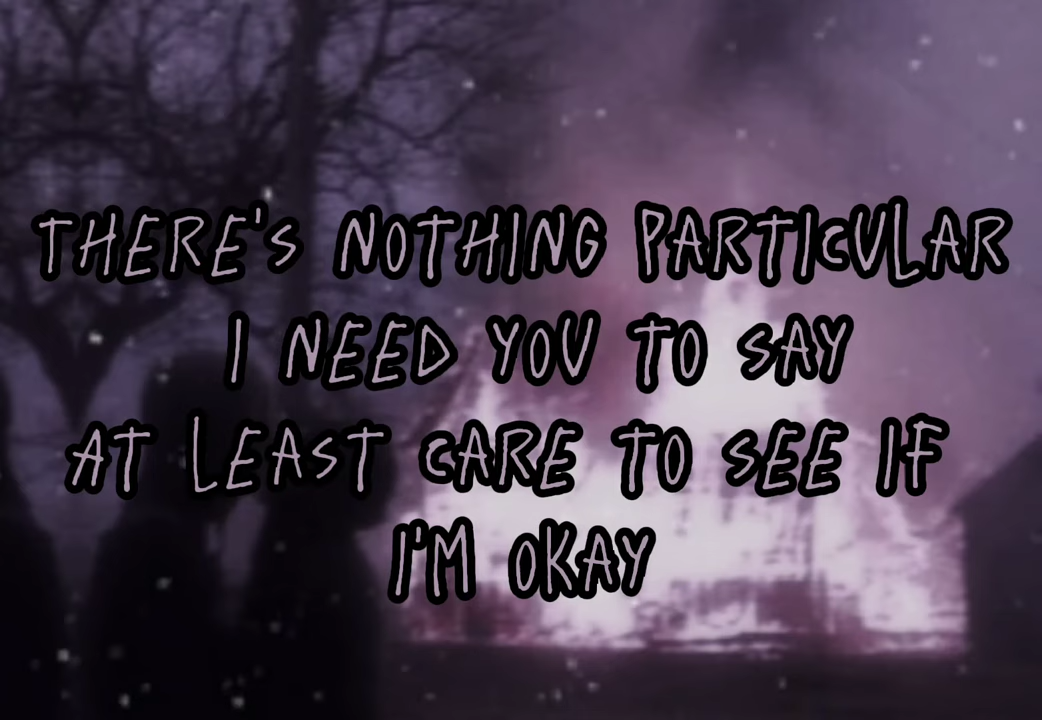 THERE'S NOTHING PARTICULAR
I NEED YOU TO SAY
AT LEAST CARE TO SEE IF
I'M OKAY